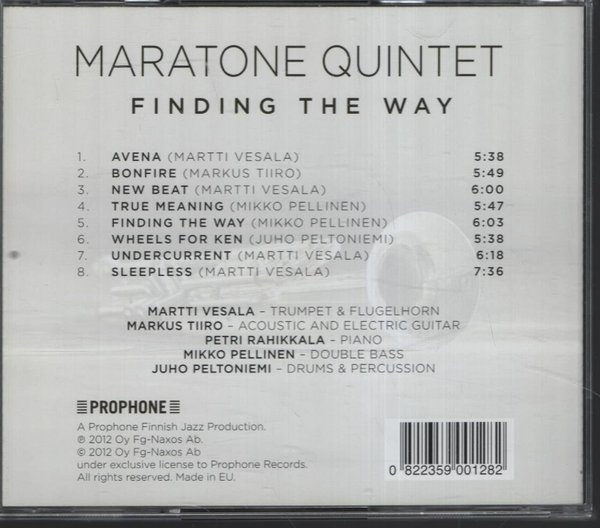 MARATONE QUINTET
FINDING THE WAY
1. AVENA (MARTTI VESALA) 5:38
2. BONFIRE (MARKUS TIIRO) 5:49
3. NEW BEAT (MARTTI VESALA) 6:00
4. TRUE MEANING (MIKKO PELLINEN) 5:47
5. FINDING THE WAY (MIKKO PELLINEN) 6:03
6. WHEELS FOR KEN (JUHO PELTONIEMI) 5:38
7. UNDERCURRENT (MARTTI VESALA) 6:18
8. SLEEPLESS (MARTTI VESALA) 7:36
MARTTI VESALA – TRUMPET & FLUGELHORN
MARKUS TIIRO – ACOUSTIC AND ELECTRIC GUITAR
PETRI RAHIKKALA – PIANO
MIKKO PELLINEN – DOUBLE BASS
JUHO PELTONIEMI – DRUMS & PERCUSSION
PROPHONE
A Prophone Finnish Jazz Production.
℗ 2012 Oy Fg-Naxos Ab.
© 2012 Oy Fg-Naxos Ab
under exclusive license to Prophone Records.
All rights reserved. Made in EU.
0 822359 001282